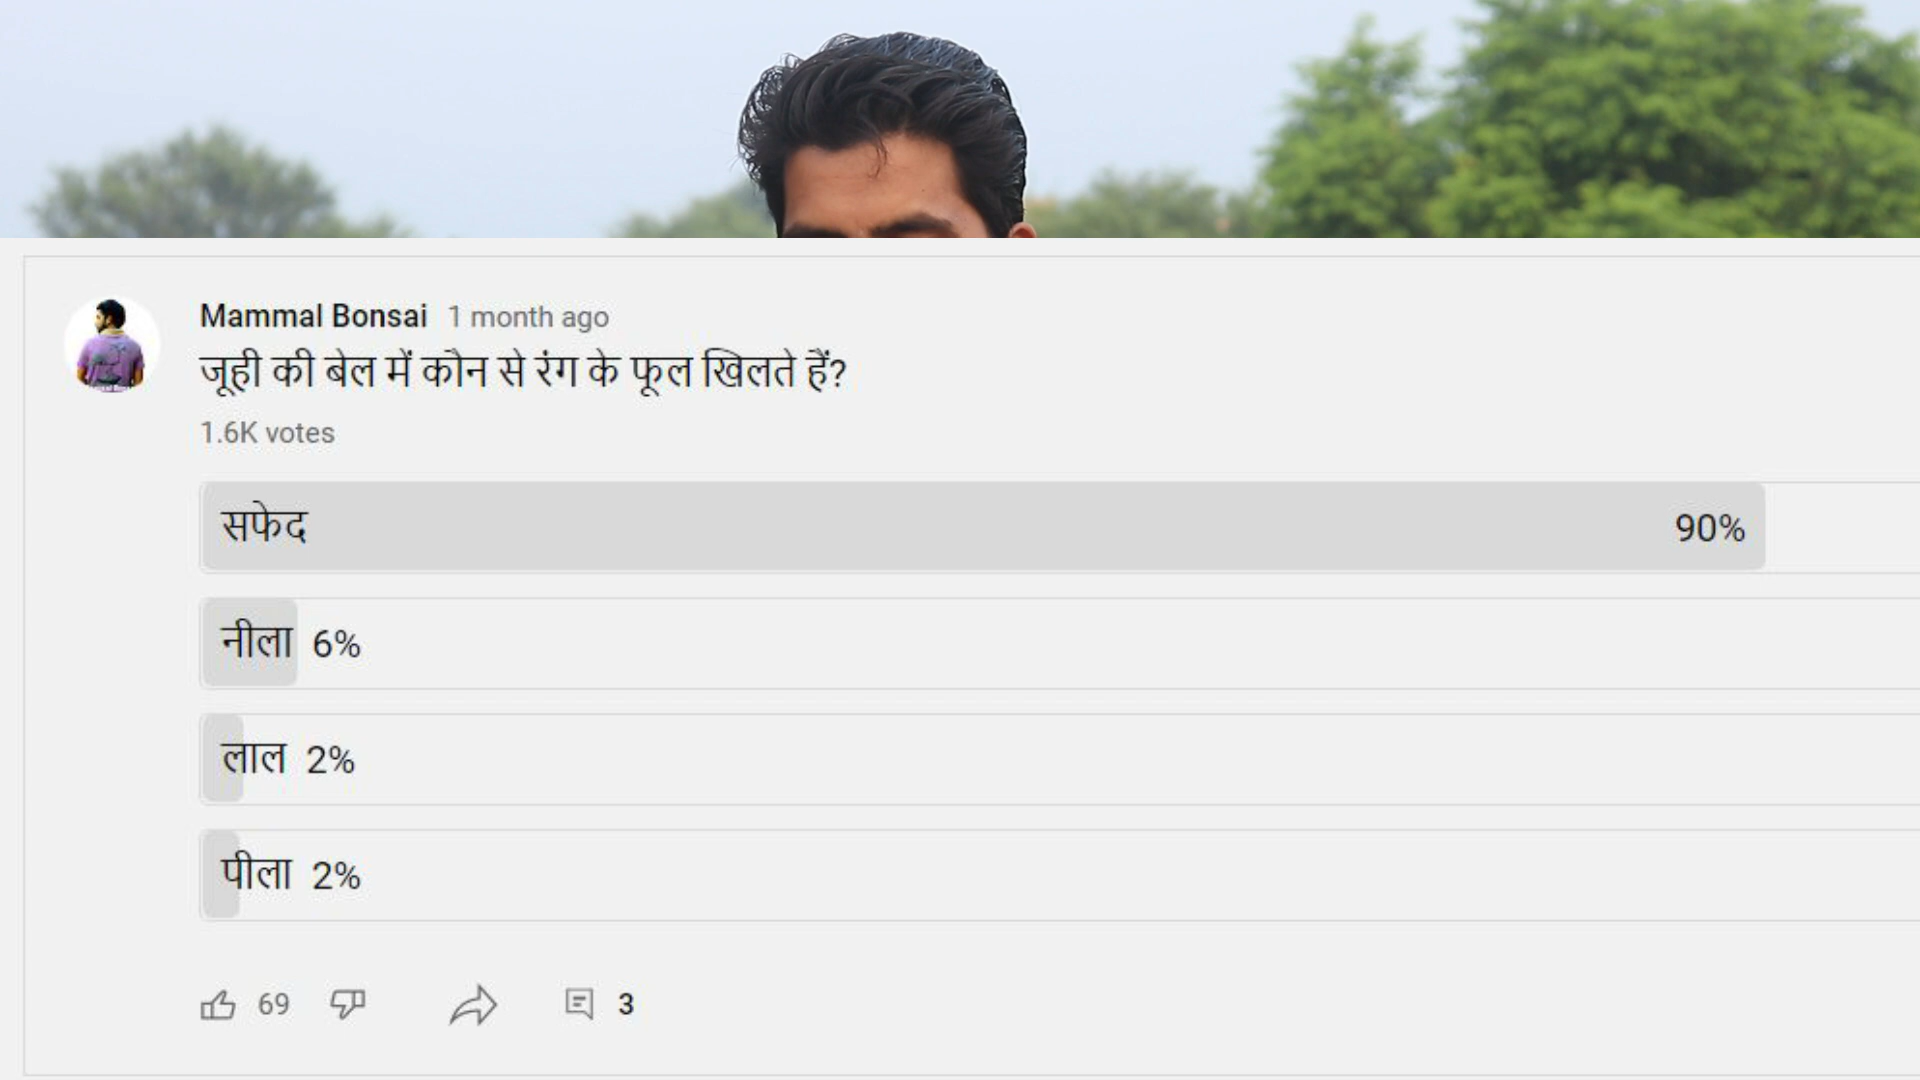 Mammal Bonsai 1 month ago
जूही की बेल में कौन से रंग के फूल खिलते हैं?
1.6K votes
सफेद 90%
नीला 6%
लाल 2%
पीला 2%
69 3